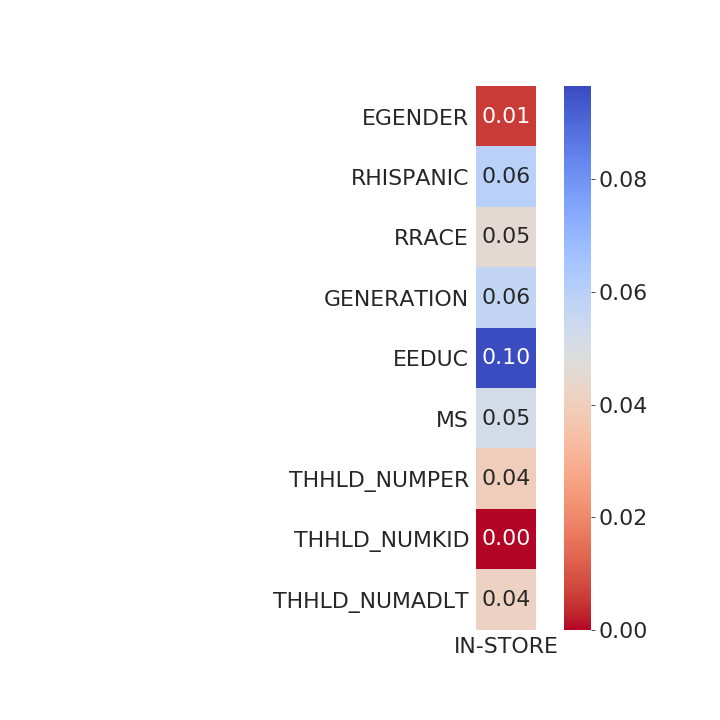 EGENDER 0.01
RHISPANIC 0.06 0.08
RRACE 0.05
GENERATION 0.06 0.06
EEDUC 0.10
MS 0.05 0.04
THHLD_NUMPER 0.04
THHLD_NUMKID 0.00 0.02
THHLD_NUMADLT 0.04
0.00
IN-STORE